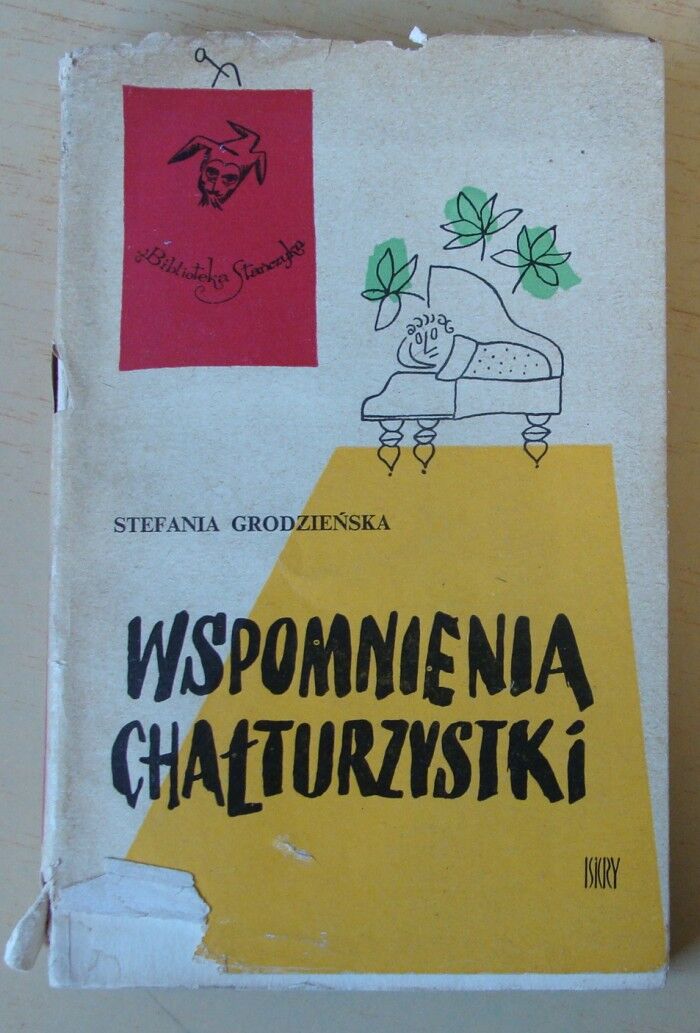 Biblioteka Stańczyka
STEFANIA GRODZIEŃSKA
WSPOMNIENIA
CHAŁTURZYSTKI
ISKRY